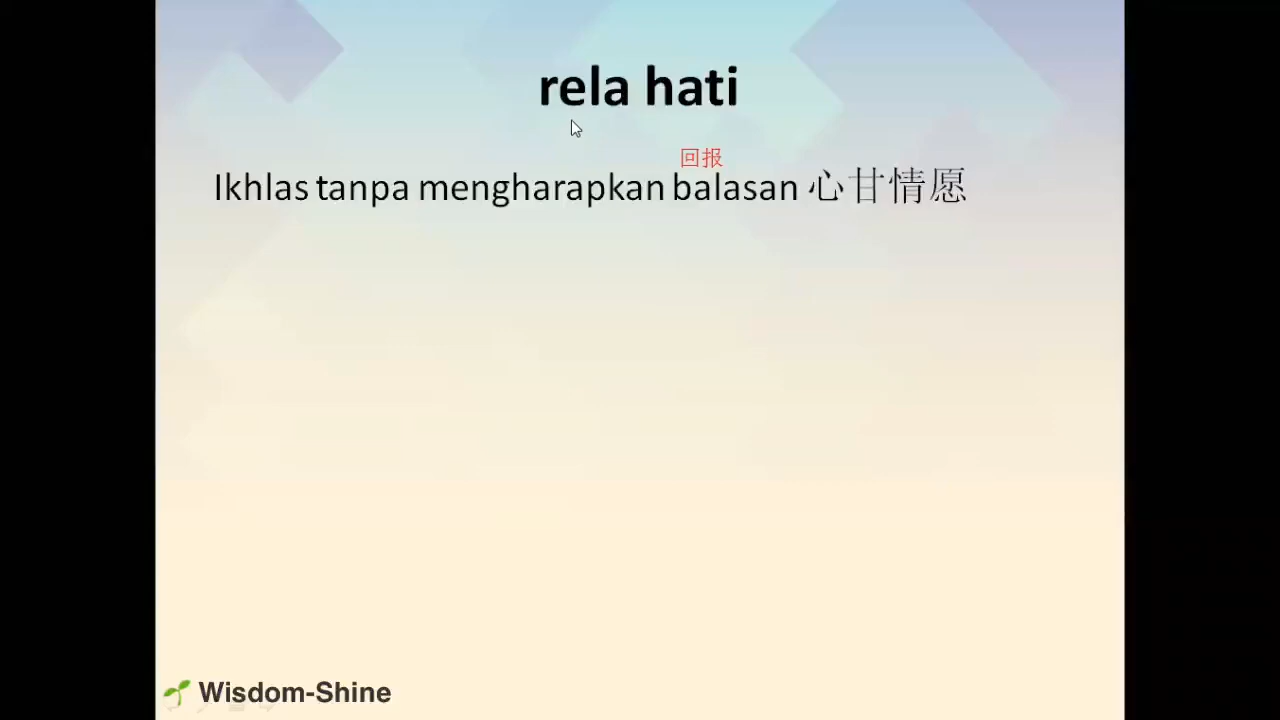 rela hati
回报
Ikhlas tanpa mengharapkan balasan 心甘情愿
Wisdom-Shine